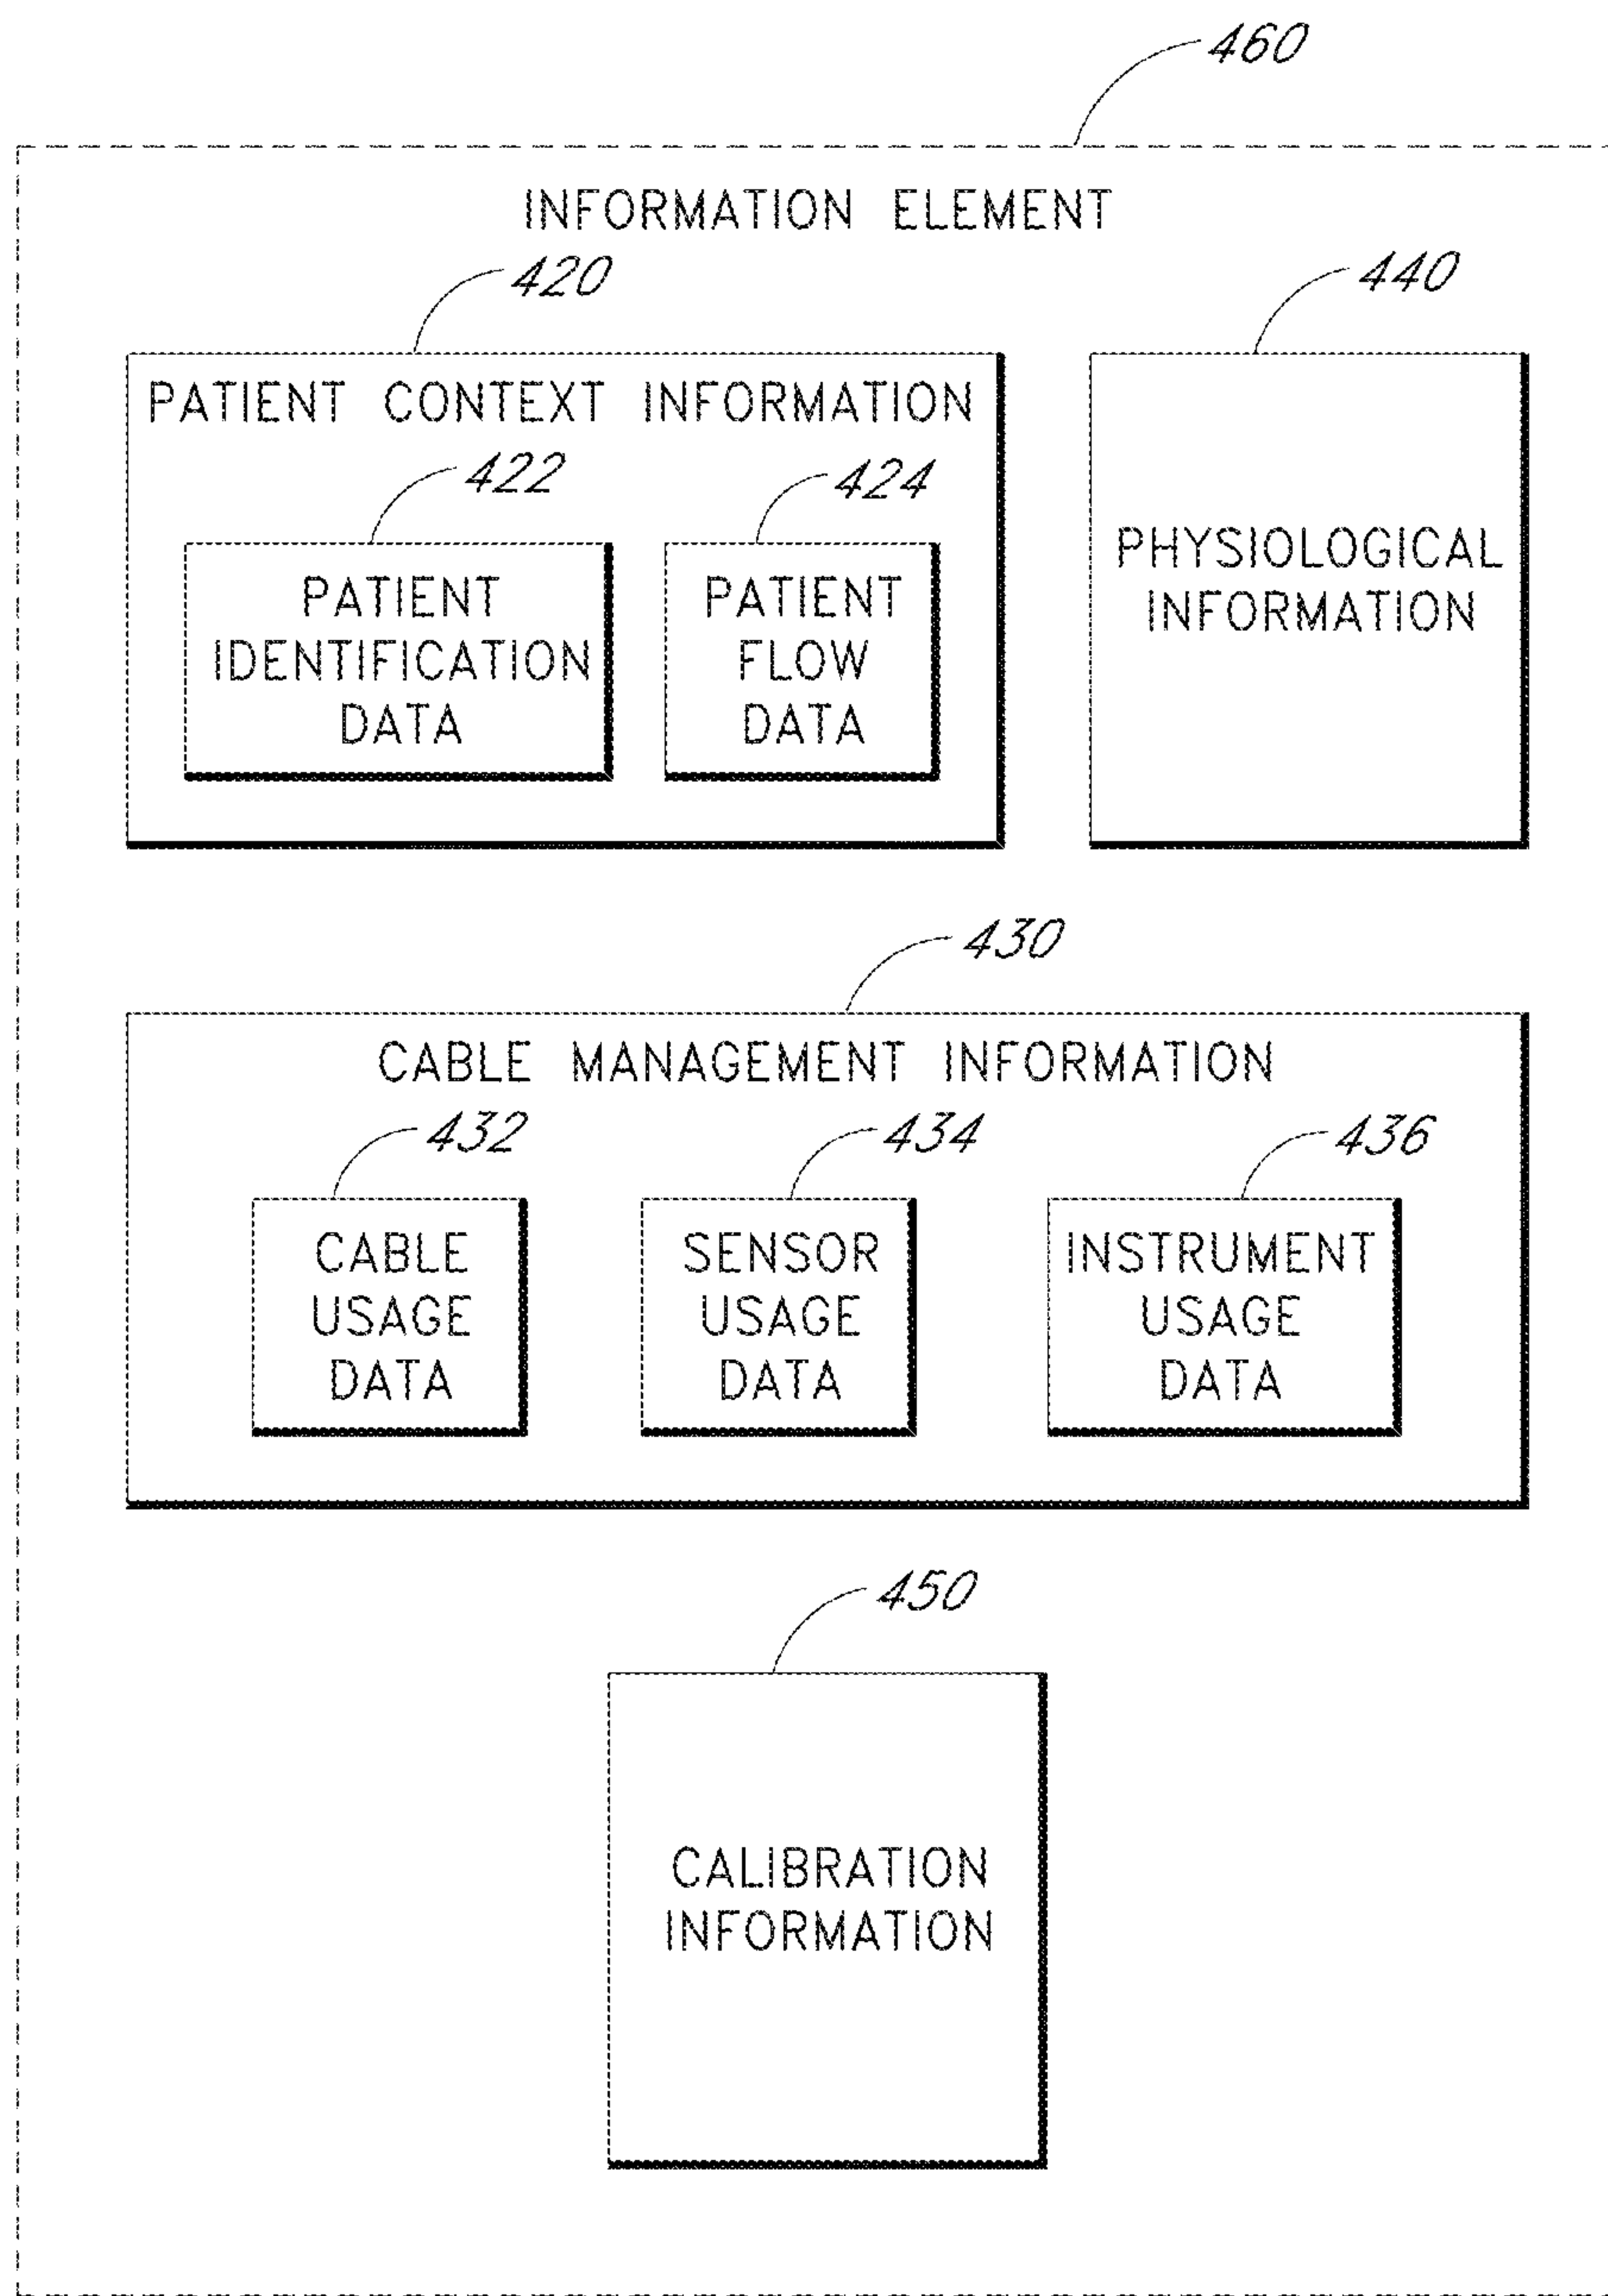 460
INFORMATION ELEMENT
420
PATIENT CONTEXT INFORMATION
422
PATIENT
IDENTIFICATION
DATA
424
PATIENT
FLOW
DATA
440
PHYSIOLOGICAL
INFORMATION
430
CABLE MANAGEMENT INFORMATION
432
CABLE
USAGE
DATA
434
SENSOR
USAGE
DATA
436
INSTRUMENT
USAGE
DATA
450
CALIBRATION
INFORMATION